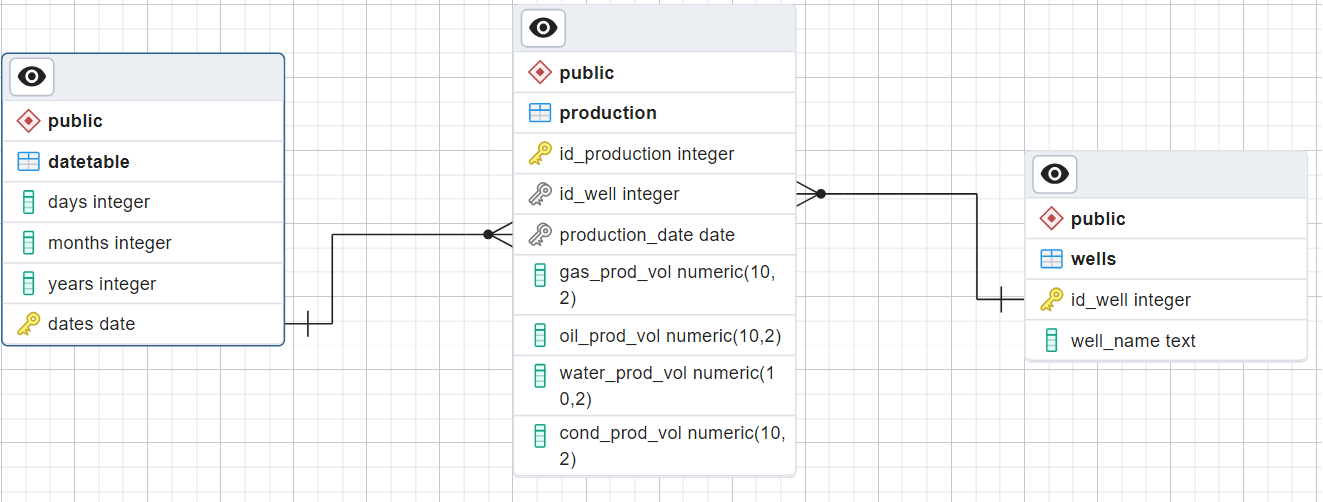 public
datetable
days integer
months integer
years integer
dates date
public
production
id_production integer
id_well integer
production_date date
gas_prod_vol numeric(10,
2)
oil_prod_vol numeric(10,2)
water_prod_vol numeric(1
0,2)
cond_prod_vol numeric(10,
2)
public
wells
id_well integer
well_name text